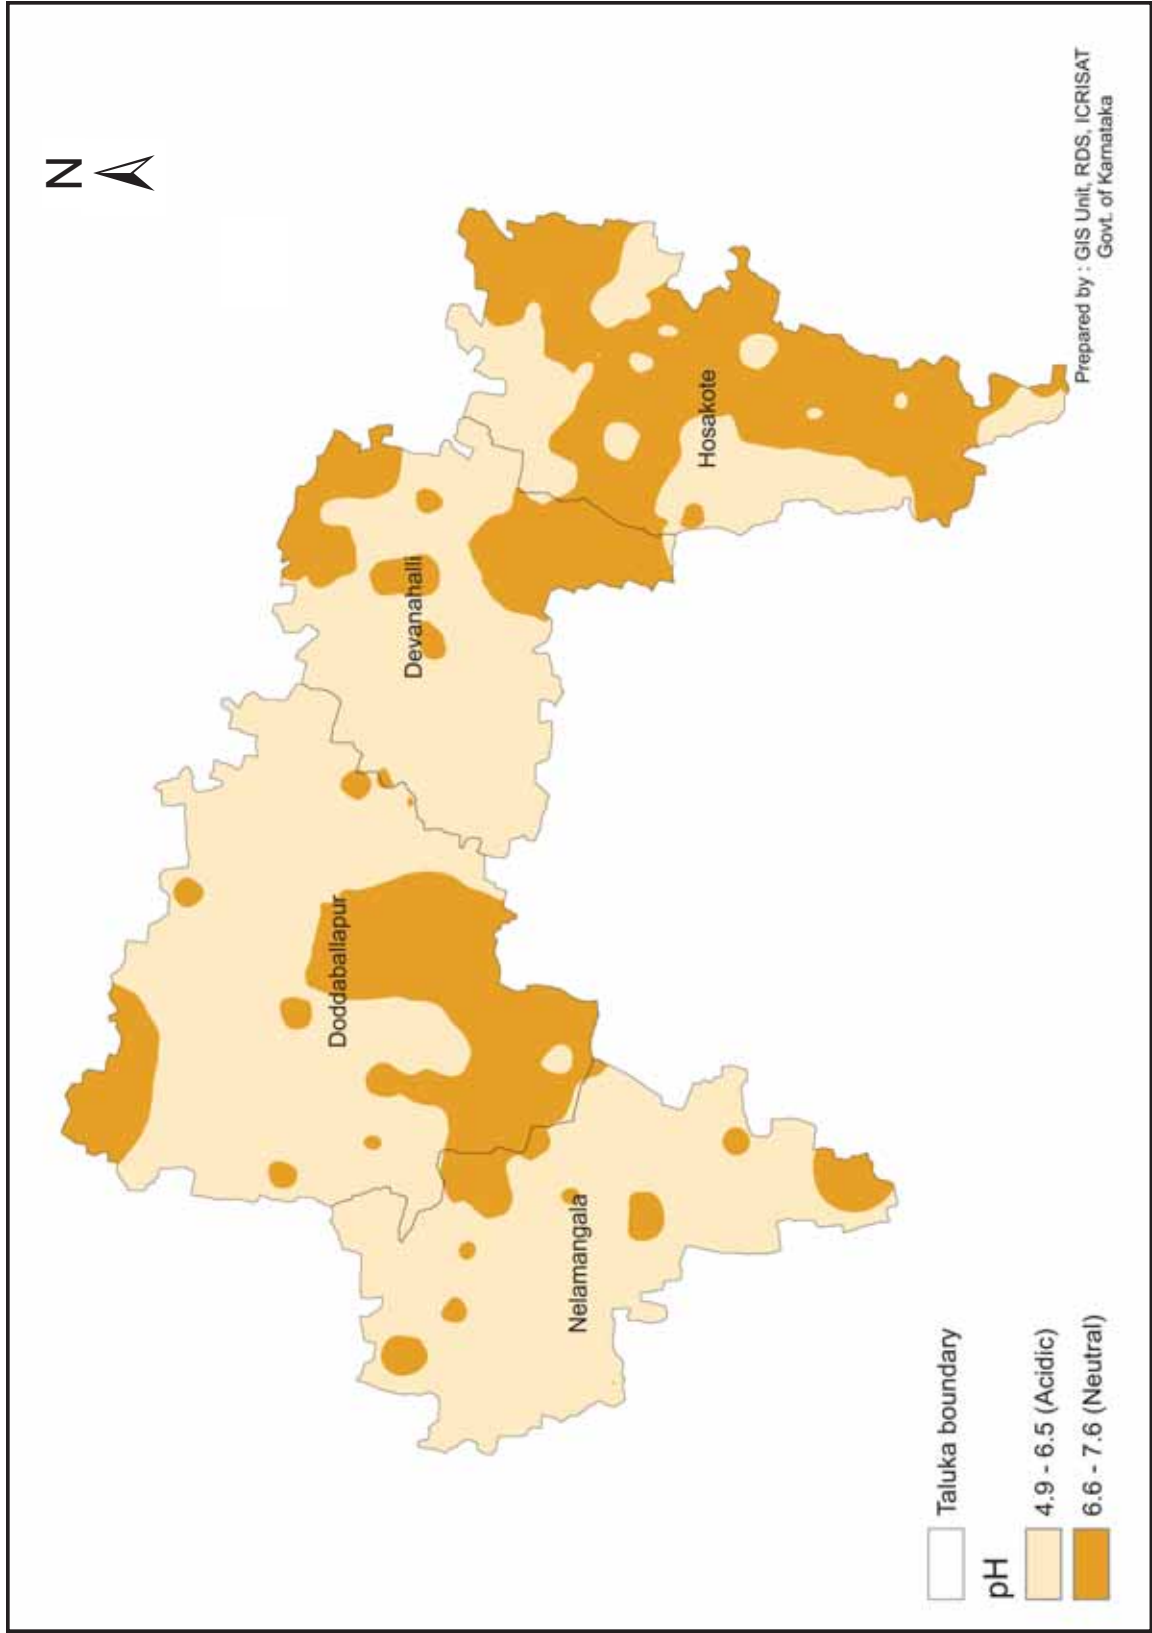 N
Doddaballapur
Devanahalli
Hosakote
Nelamangala
Taluka boundary
pH
4.9 - 6.5 (Acidic)
6.6 - 7.6 (Neutral)
Prepared by : GIS Unit, RDS, ICRISAT
Govt. of Karnataka